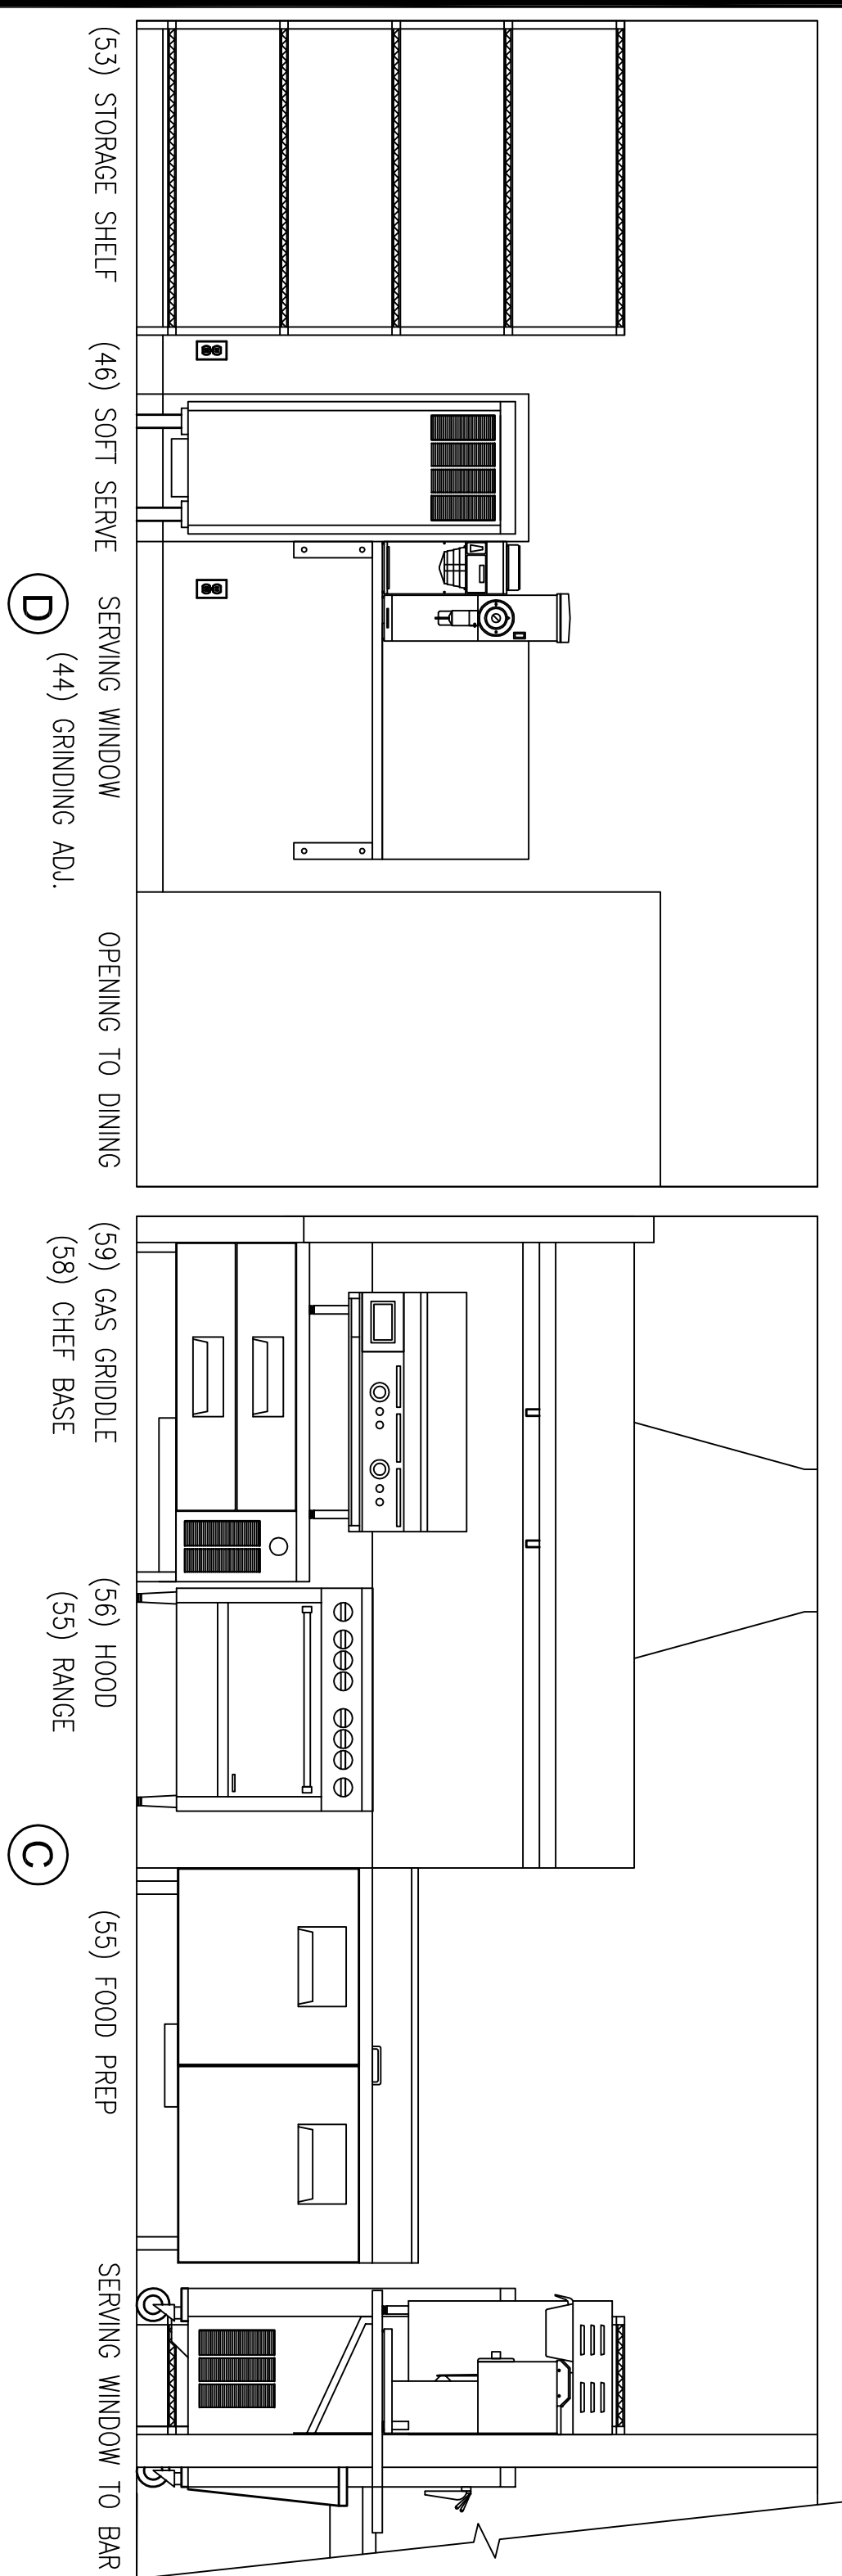 (53) STORAGE SHELF
(46) SOFT SERVE
SERVING WINDOW
(44) GRINDING ADJ.
OPENING TO DINING
D
(59) GAS GRIDDLE
(58) CHEF BASE
(56) HOOD
(55) RANGE
(55) FOOD PREP
SERVING WINDOW TO BAR
C